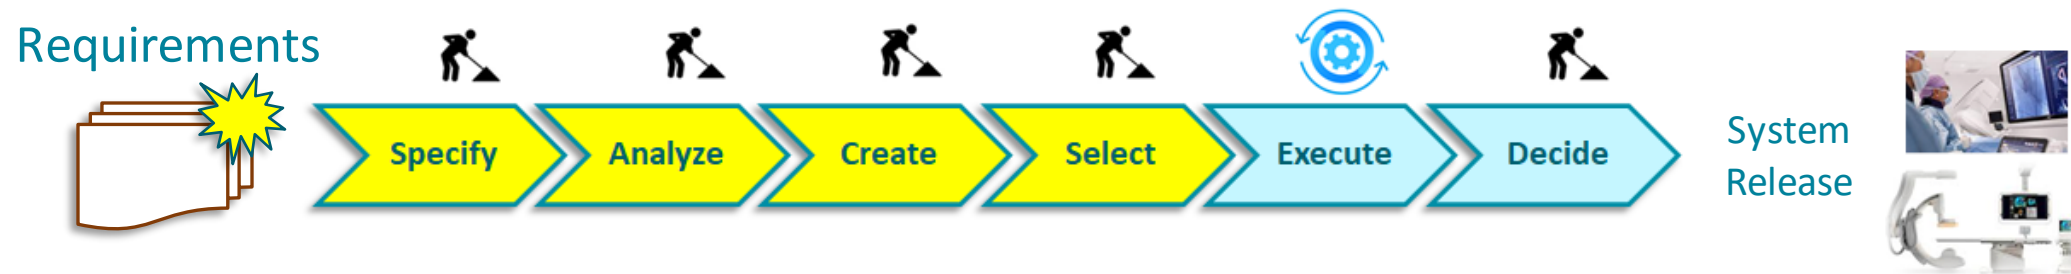 Requirements
Specify
Analyze
Create
Select
Execute
Decide
System
Release